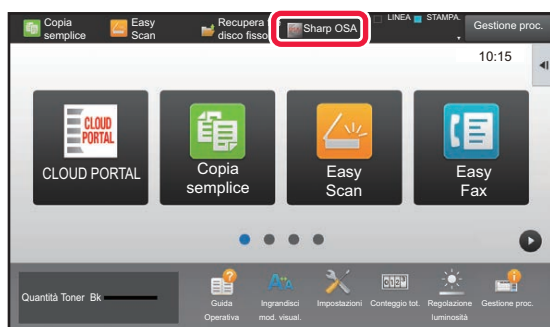 Copia
semplice
Easy
Scan
Recupera
disco fisso
Sharp OSA
LINEA
STAMPA.
Gestione proc.
10:15
CLOUD
PORTAL
CLOUD PORTAL
Copia
semplice
Easy
Scan
Easy
Fax
Quantità Toner Bk
Guida
Operativa
Ingrandisci
mod. visual.
Impostazioni
Conteggio tot.
Regolazione
luminosità
Gestione proc.